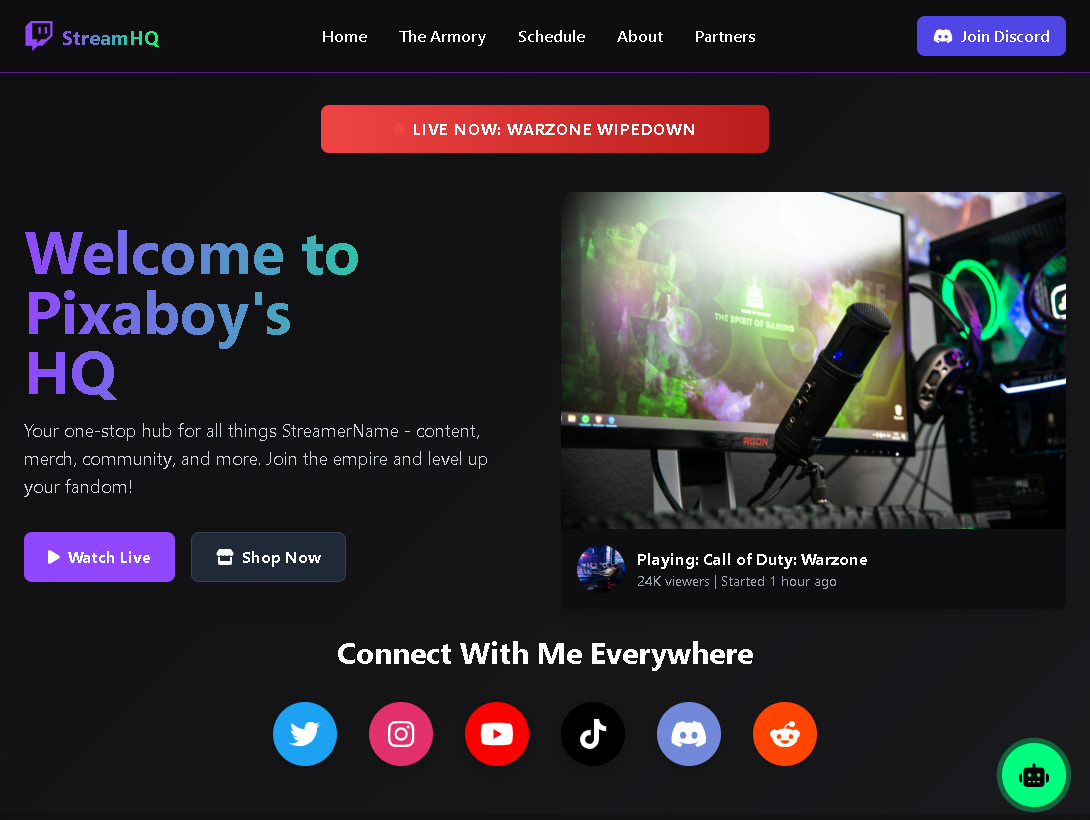 StreamHQ
Home
The Armory
Schedule
About
Partners
Join Discord
LIVE NOW: WARZONE WIPEDOWN
Welcome to
Pixaboy's
HQ
Your one-stop hub for all things StreamerName - content,
merch, community, and more. Join the empire and level up
your fandom!
Watch Live
Shop Now
THE SPIRIT OF GAMING
AGON
Playing: Call of Duty: Warzone
24K viewers | Started 1 hour ago
Connect With Me Everywhere